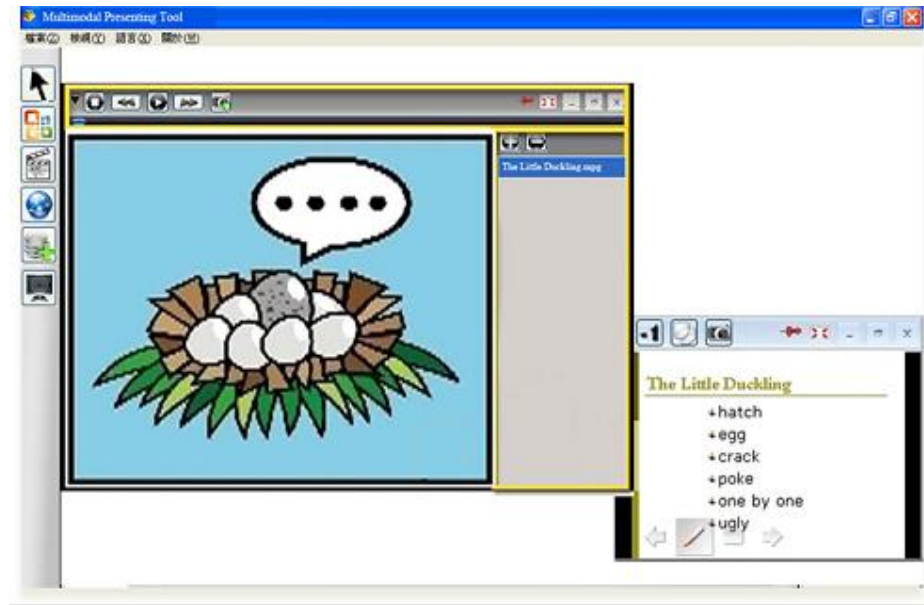 Multimodal Presenting Tool
檔案(Z) 檢視(Y) 語言(X) 關於(W)
The Little Duckling.mpg
The Little Duckling
+hatch
+egg
+crack
+poke
+one by one
+ugly